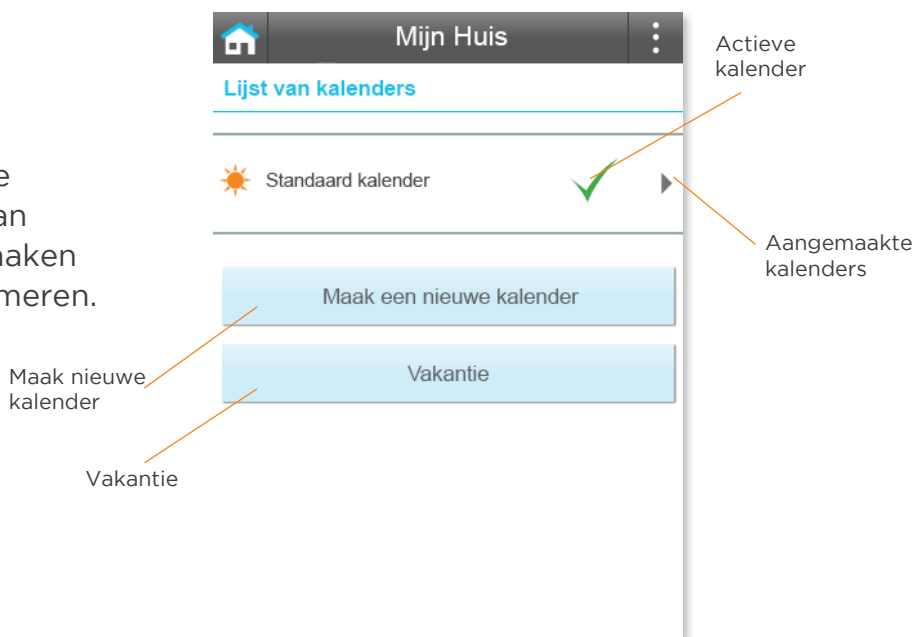 Mijn Huis
Lijst van kalenders
Standaard kalender
Maak een nieuwe kalender
Vakantie
Actieve
kalender
Aangemaakte
kalenders
e
an
naken
meren.
Maak nieuwe
kalender
Vakantie